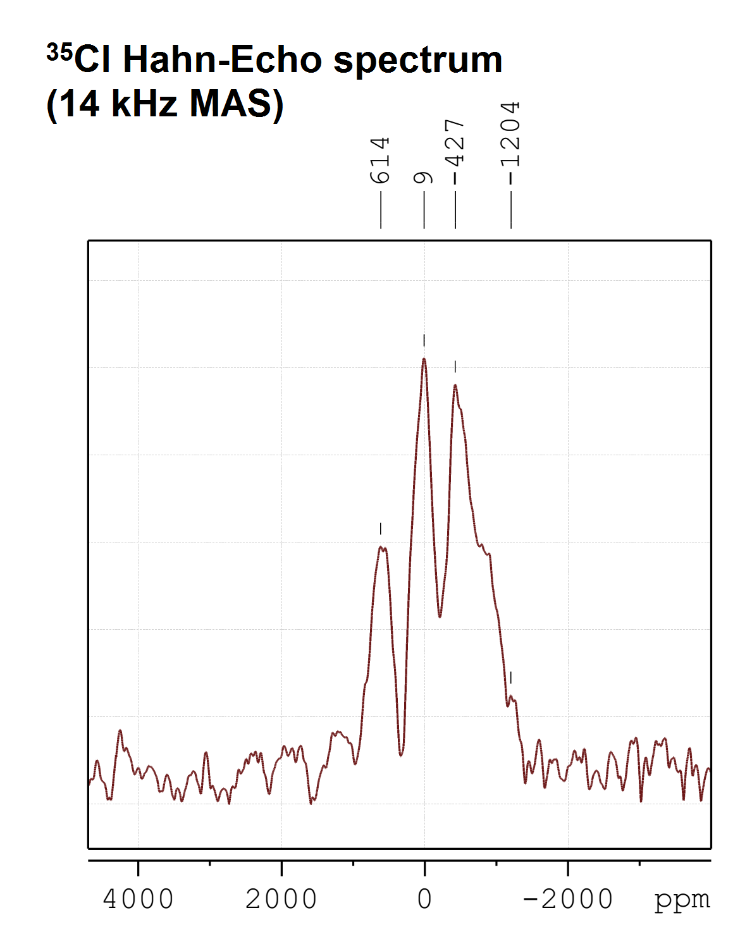 ³⁵Cl Hahn-Echo spectrum
(14 kHz MAS)
614
9
-427
-1204
4000 2000 0 -2000 ppm